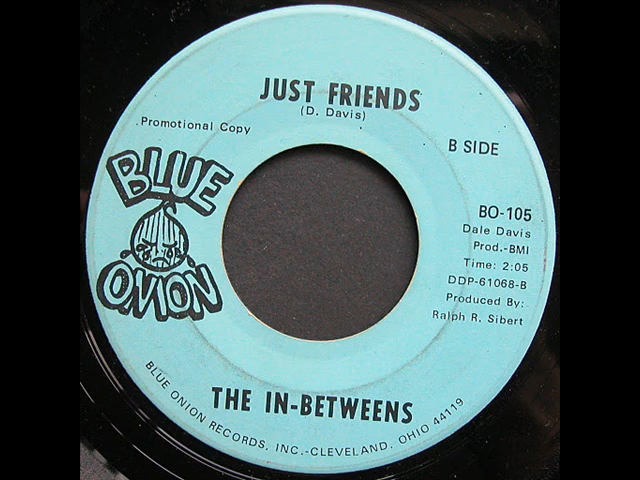 JUST FRIENDS
(D. Davis)
Promotional Copy
B SIDE
BLUE
ONION
BO-105
Dale Davis
Prod.-BMI
Time: 2:05
DDP-61068-B
Produced By:
Ralph R. Sibert
THE IN-BETWEENS
BLUE ONION RECORDS, INC.-CLEVELAND, OHIO 44119